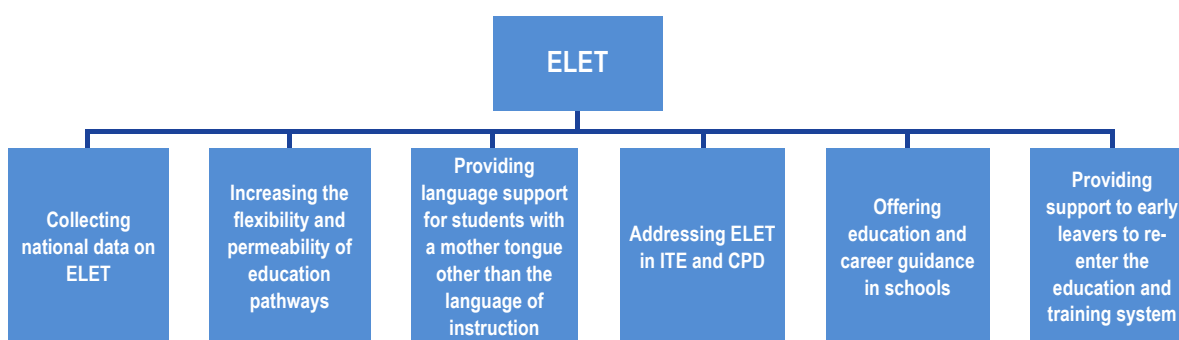 ELET
Collecting
national data on
ELET
Increasing the
flexibility and
permeability of
education
pathways
Providing
language support
for students with
a mother tongue
other than the
language of
instruction
Addressing ELET
in ITE and CPD
Offering
education and
career guidance
in schools
Providing
support to early
leavers to re-
enter the
education and
training system